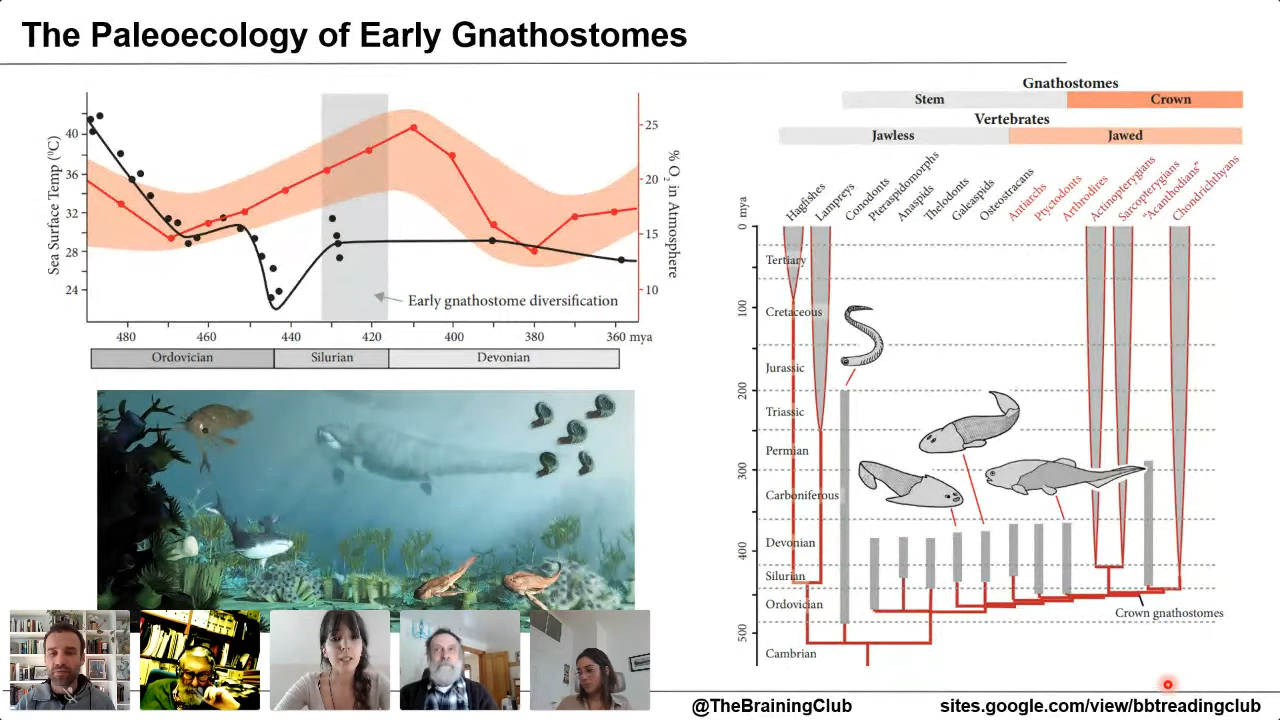 The Paleoecology of Early Gnathostomes
Sea Surface Temp (°C)
40
36
32
28
24
25
20
15
10
% O2 in Atmosphere
Early gnathostome diversification
480
460
440
420
400
380
360 mya
Ordovician
Silurian
Devonian
Gnathostomes
Stem
Crown
Vertebrates
Jawless
Jawed
Hagfishes
Lampreys
Conodonts
Pteraspidomorphs
Anaspids
Thelodonts
Galeaspids
Osteostracans
Antiarchs
Ptyctodonts
Arthrodires
Actinopterygians
Sarcopterygians
"Acanthodians"
Chondrichthyans
mya
0
100
200
300
400
500
Tertiary
Cretaceous
Jurassic
Triassic
Permian
Carboniferous
Devonian
Silurian
Ordovician
Cambrian
Crown gnathostomes
@TheBrainingClub
sites.google.com/view/bbtreadingclub